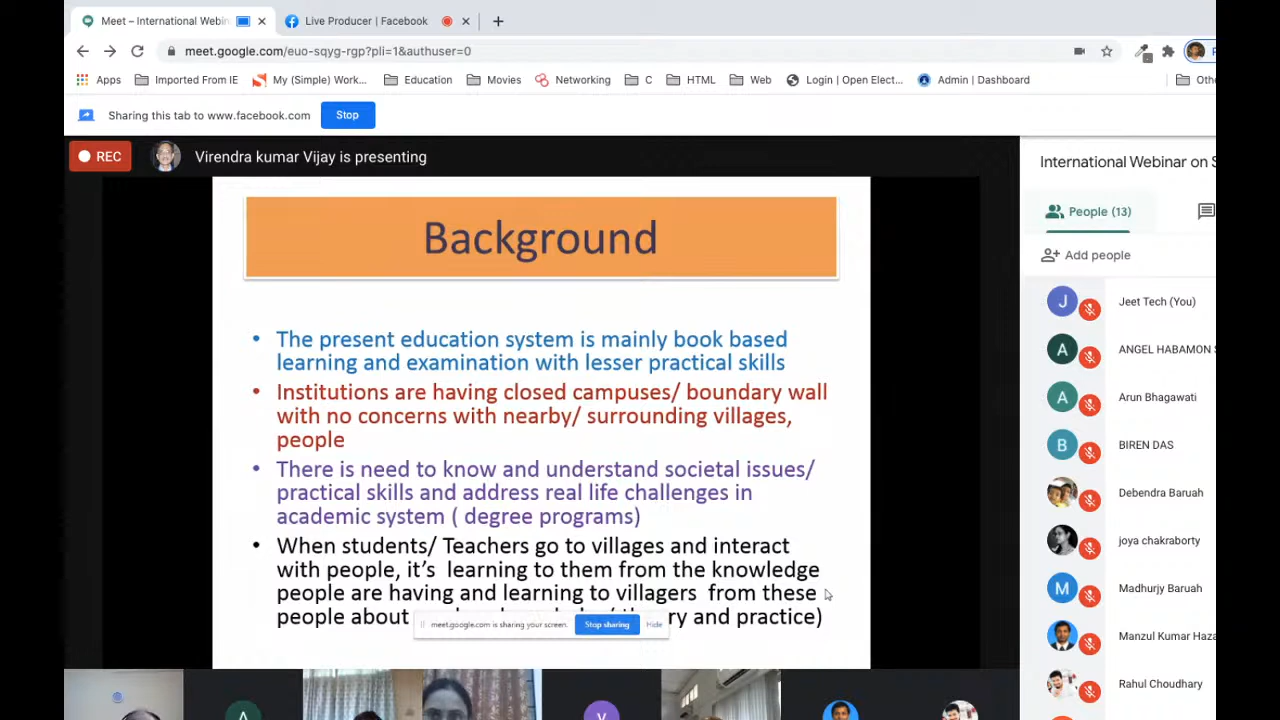 Meet – International Webin
Live Producer | Facebook
meet.google.com/euo-sqyg-rgp?pli=1&authuser=0
Apps
Imported From IE
My (Simple) Work...
Education
Movies
Networking
C
HTML
Web
Login | Open Elect...
Admin | Dashboard
Othe
Sharing this tab to www.facebook.com
Stop
REC
Virendra kumar Vijay is presenting
International Webinar on S
People (13)
Add people
Background
• The present education system is mainly book based
learning and examination with lesser practical skills
• Institutions are having closed campuses/ boundary wall
with no concerns with nearby/ surrounding villages,
people
• There is need to know and understand societal issues/
practical skills and address real life challenges in
academic system ( degree programs)
• When students/ Teachers go to villages and interact
with people, it’s learning to them from the knowledge
people are having and learning to villagers from these
people about and practice)
meet.google.com is sharing your screen.
Stop sharing
Hide
J
Jeet Tech (You)
A
ANGEL HABAMON S
A
Arun Bhagawati
B
BIREN DAS
Debendra Baruah
joya chakraborty
M
Madhurjy Baruah
Manzul Kumar Haza
Rahul Choudhary
A
V